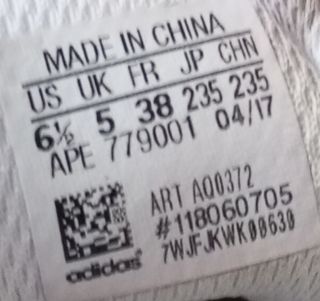 MADE IN CHINA
US UK FR JP CHN
6½ 5 38 235 235
APE 779001 04/17
ART AQ0372
#118060705
7WJFJKWK00630
adidas